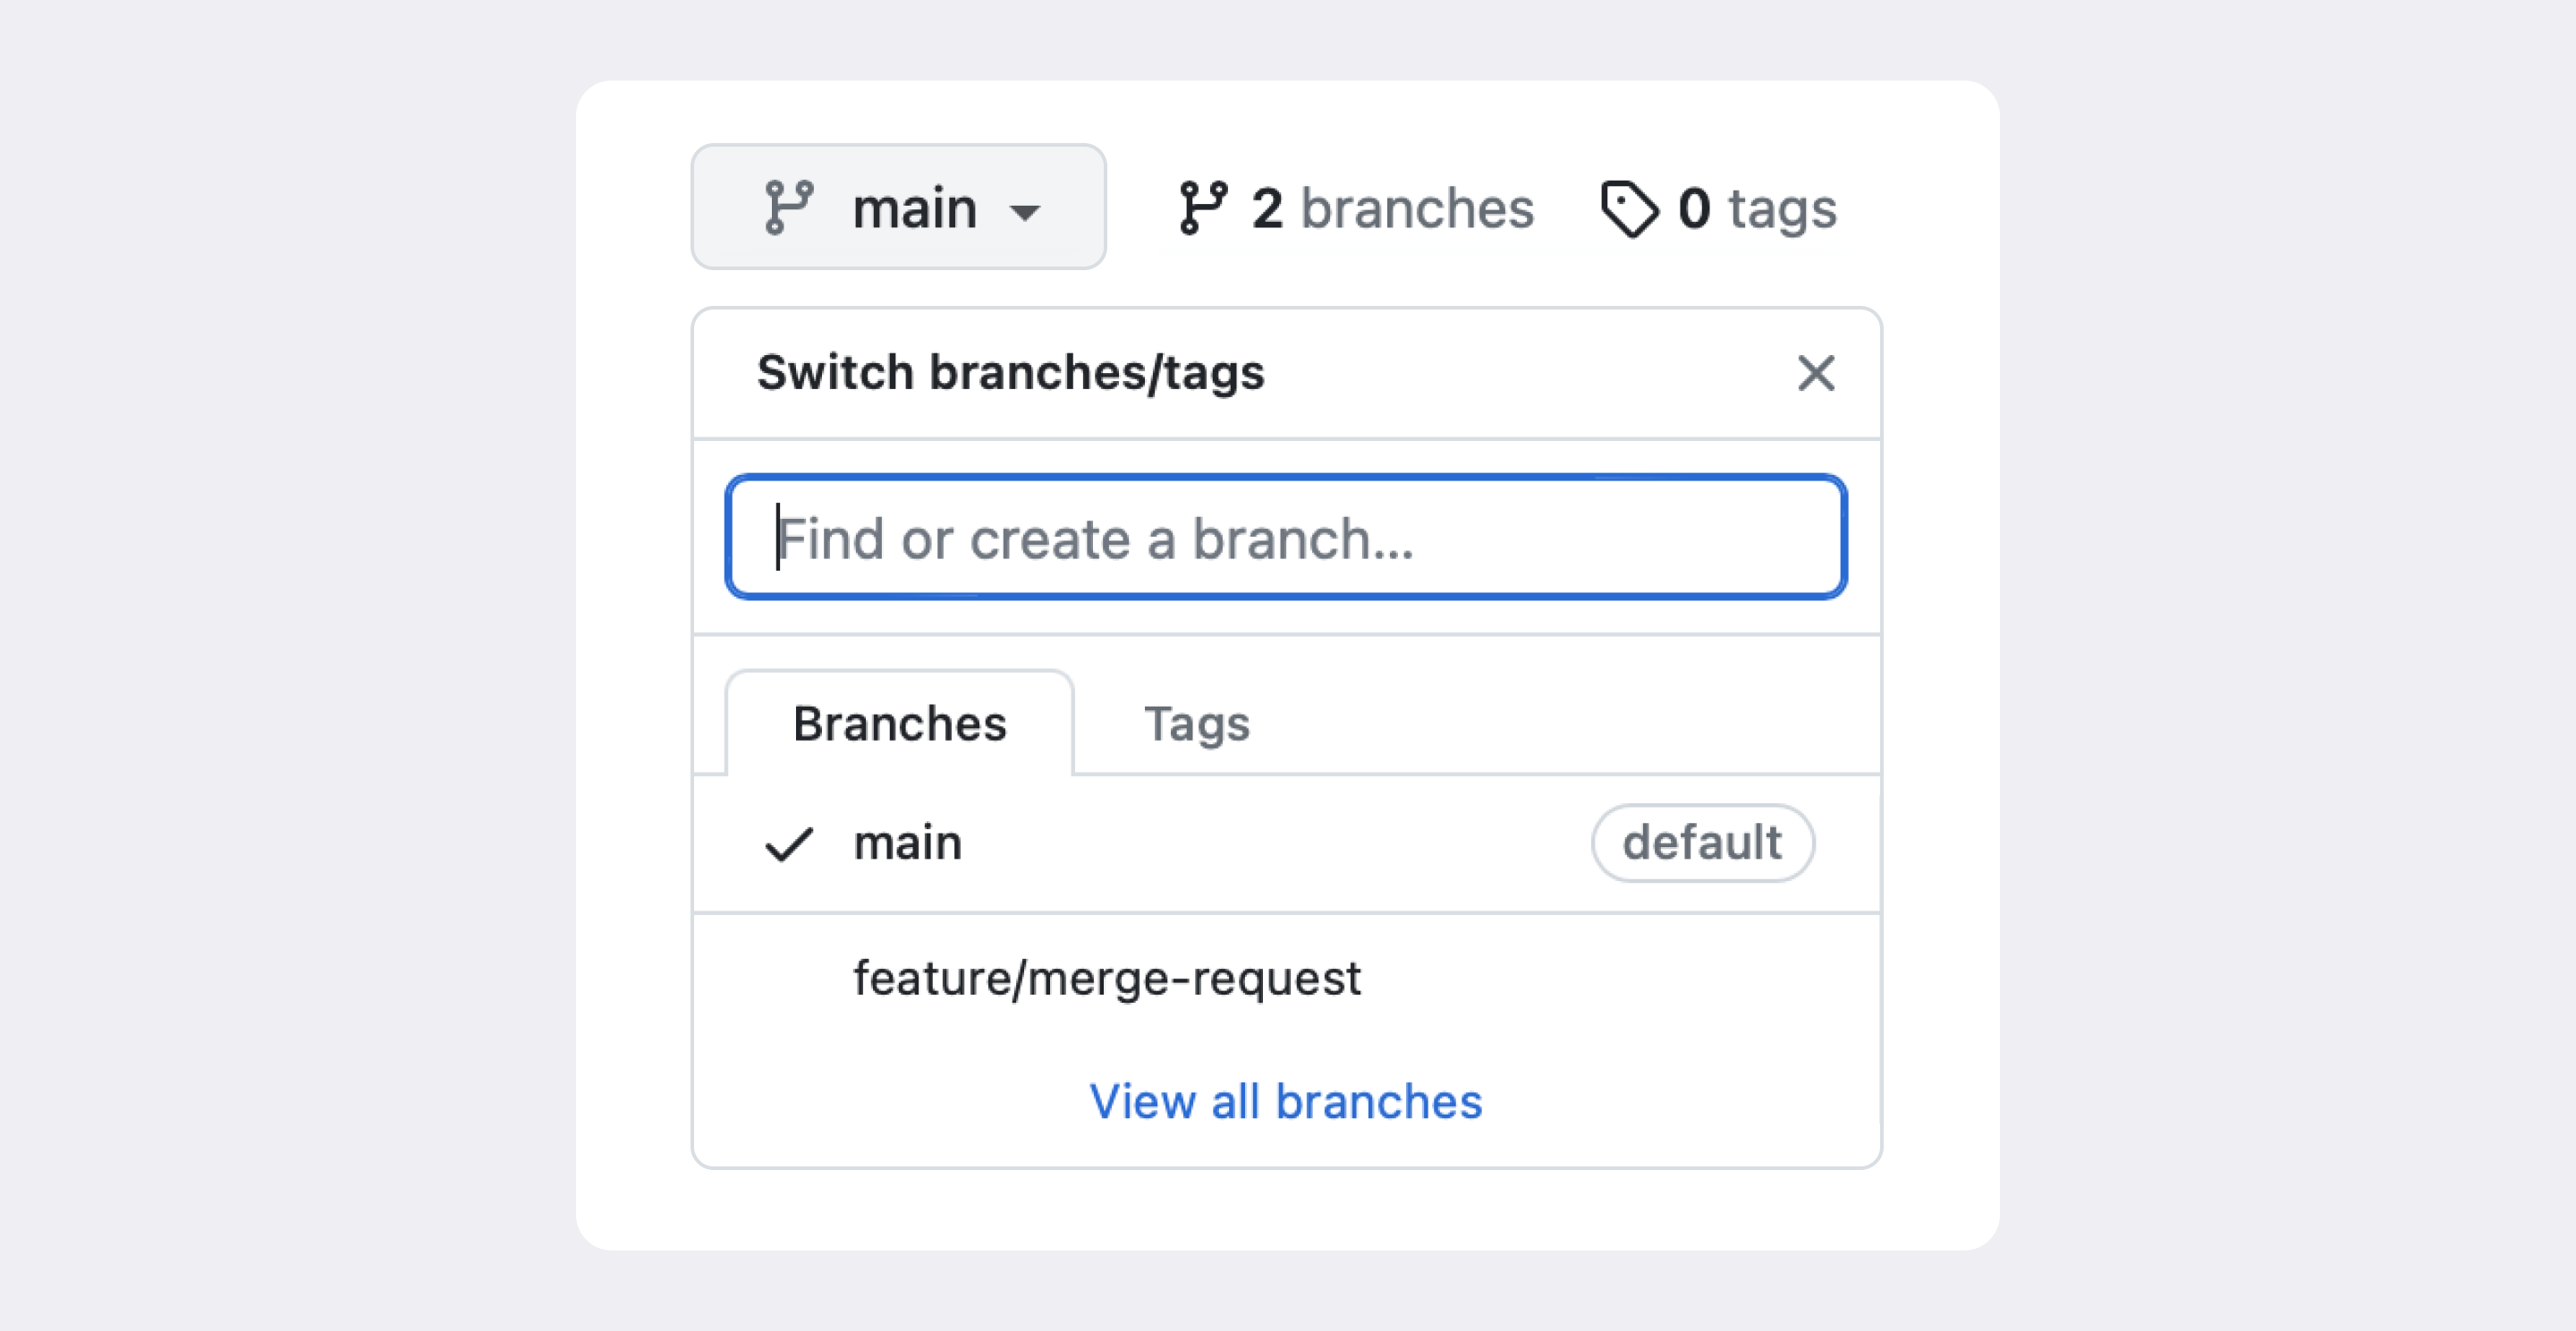 main 2 branches 0 tags
Switch branches/tags
Find or create a branch...
Branches Tags
main default
feature/merge-request
View all branches